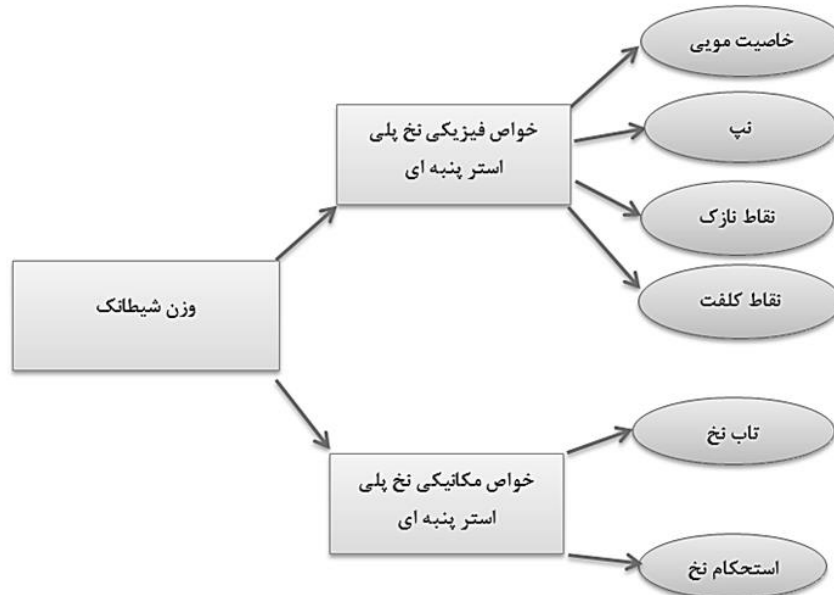 خاصیت مویی
نپ
خواص فیزیکی نخ پلی
استر پنبه ای
نقاط نازک
نقاط کلفت
وزن شیطانک
تاب نخ
خواص مکانیکی نخ پلی
استر پنبه ای
استحکام نخ